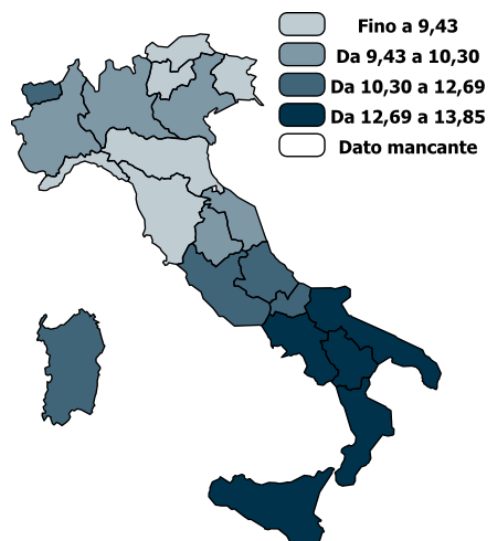 Fino a 9,43
Da 9,43 a 10,30
Da 10,30 a 12,69
Da 12,69 a 13,85
Dato mancante